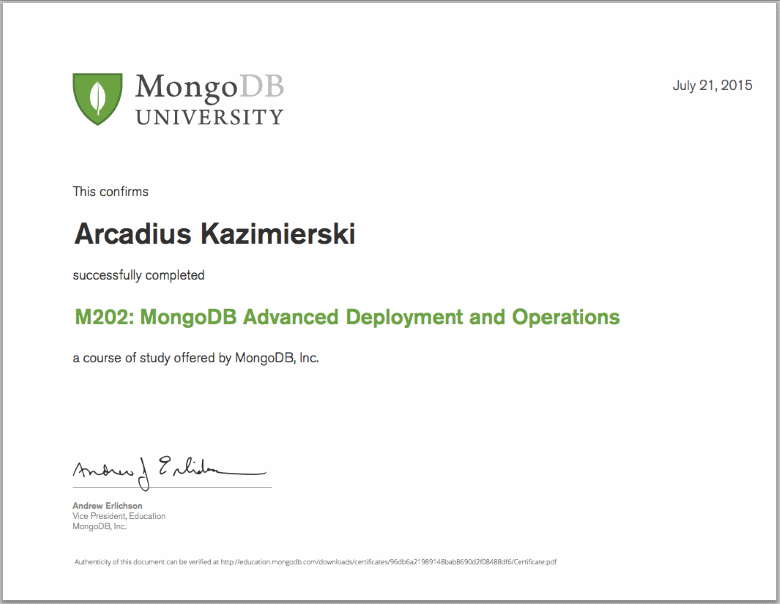 MongoDB
UNIVERSITY
July 21, 2015
This confirms
Arcadius Kazimierski
successfully completed
M202: MongoDB Advanced Deployment and Operations
a course of study offered by MongoDB, Inc.
Andrew J Erlichson
Andrew Erlichson
Vice President, Education
MongoDB, Inc.
Authenticity of this document can be verified at http://education.mongodb.com/downloads/certificates/96db6a21989148bab8690d2f08488df6/Certificate.pdf